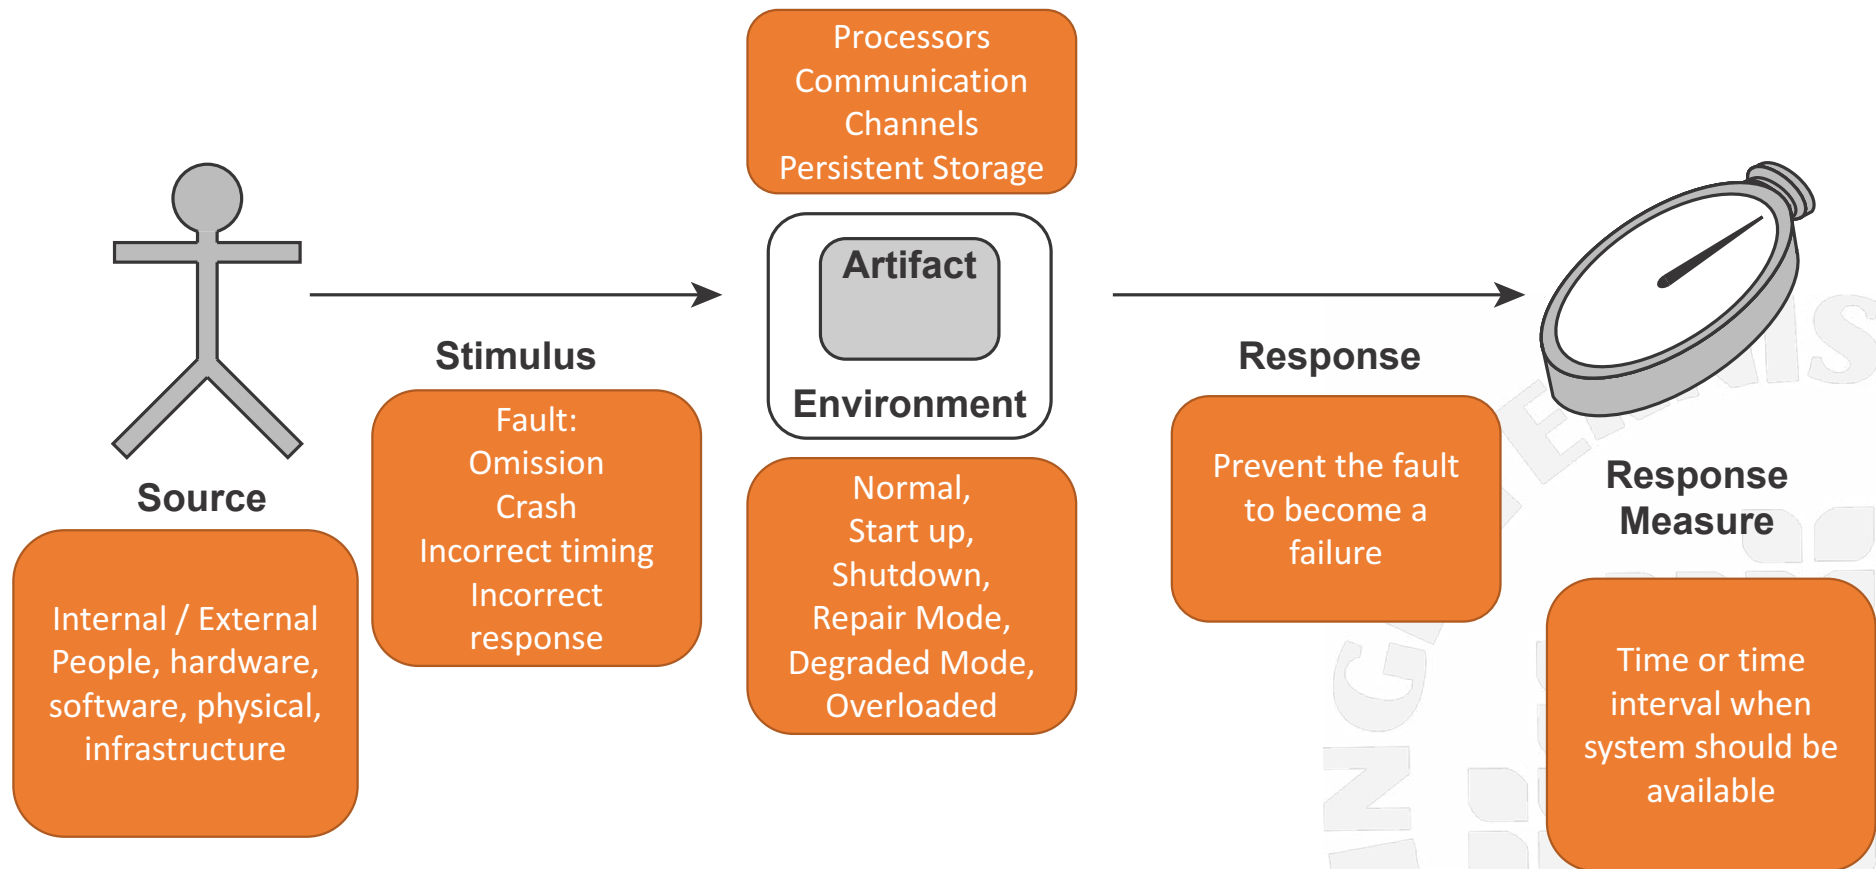 Processors
Communication
Channels
Persistent Storage
Artifact
Environment
Stimulus
Response
Source
Response
Measure
Fault:
Omission
Crash
Incorrect timing
Incorrect
response
Normal,
Start up,
Shutdown,
Repair Mode,
Degraded Mode,
Overloaded
Prevent the fault
to become a
failure
Internal / External
People, hardware,
software, physical,
infrastructure
Time or time
interval when
system should be
available